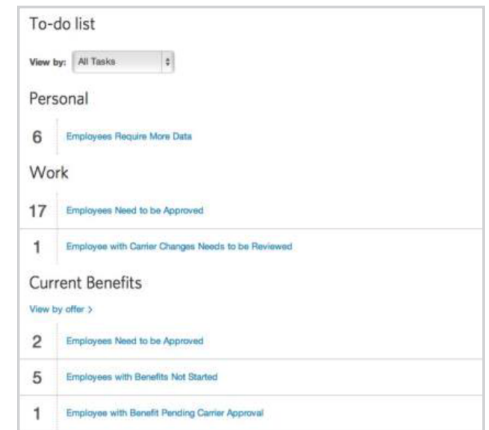 To-do list
View by: All Tasks
Personal
6 Employees Require More Data
Work
17 Employees Need to be Approved
1 Employee with Carrier Changes Needs to be Reviewed
Current Benefits
View by offer >
2 Employees Need to be Approved
5 Employees with Benefits Not Started
1 Employee with Benefit Pending Carrier Approval